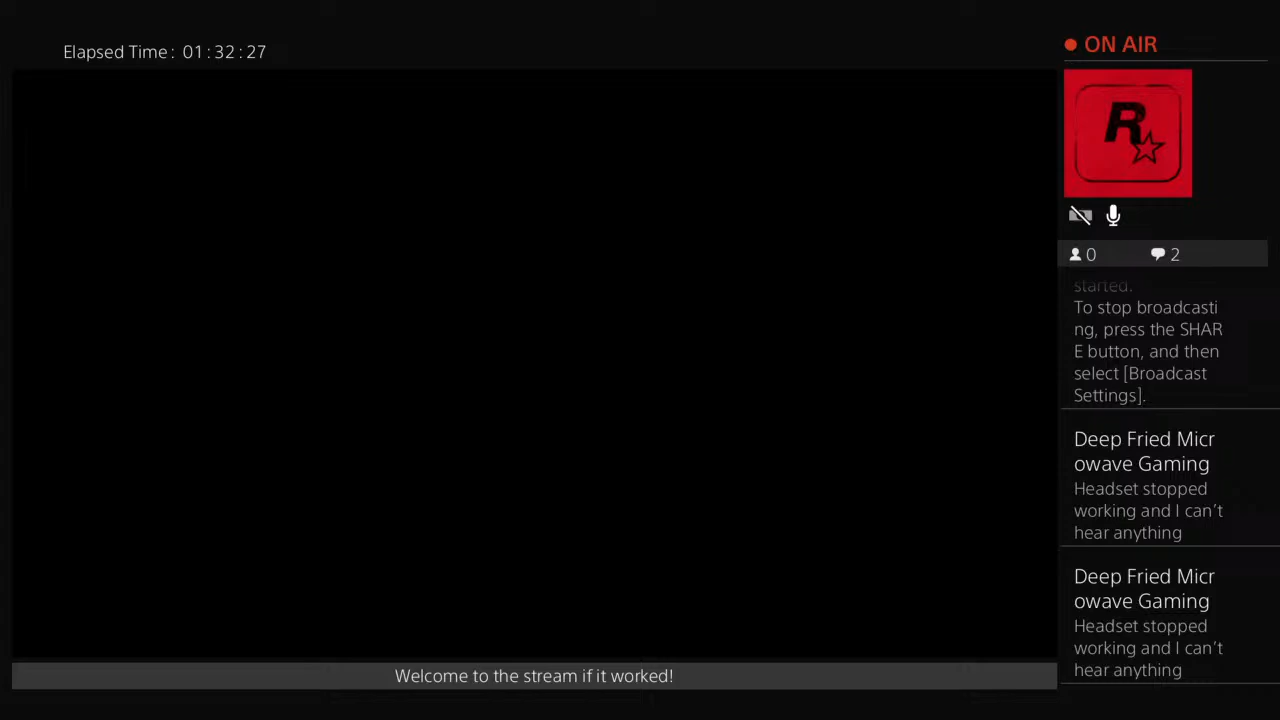 Elapsed Time: 01:32:27
ON AIR
R
0
2
started.
To stop broadcasti
ng, press the SHAR
E button, and then
select [Broadcast
Settings].
Deep Fried Micr
owave Gaming
Headset stopped
working and I can't
hear anything
Deep Fried Micr
owave Gaming
Headset stopped
working and I can't
hear anything
Welcome to the stream if it worked!